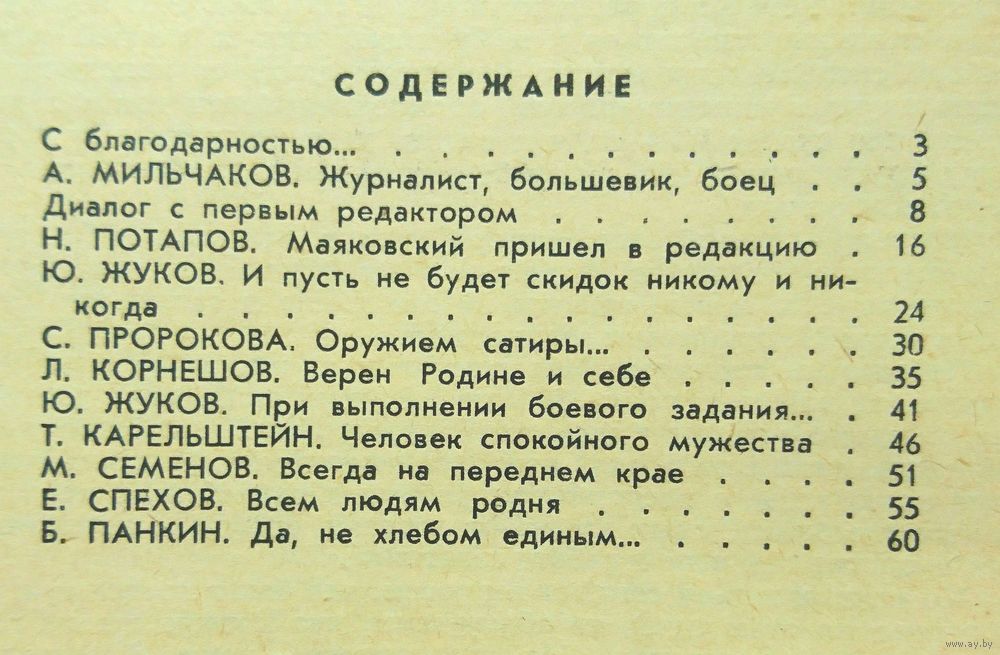 СОДЕРЖАНИЕ
С благодарностью... . . . . . . . . . . . . 3
А. МИЛЬЧАКОВ. Журналист, большевик, боец . . 5
Диалог с первым редактором . . . . . . . . 8
Н. ПОТАПОВ. Маяковский пришел в редакцию . 16
Ю. ЖУКОВ. И пусть не будет скидок никому и ни-
когда . . . . . . . . . . . . . . . . . 24
С. ПРОРОКОВА. Оружием сатиры... . . . . . . 30
Л. КОРНЕШОВ. Верен Родине и себе . . . . . 35
Ю. ЖУКОВ. При выполнении боевого задания... . 41
Т. КАРЕЛЬШТЕЙН. Человек спокойного мужества . 46
М. СЕМЕНОВ. Всегда на переднем крае . . . . 51
Е. СПЕХОВ. Всем людям родня . . . . . . . 55
Б. ПАНКИН. Да, не хлебом единым... . . . . . 60
www.ay.by